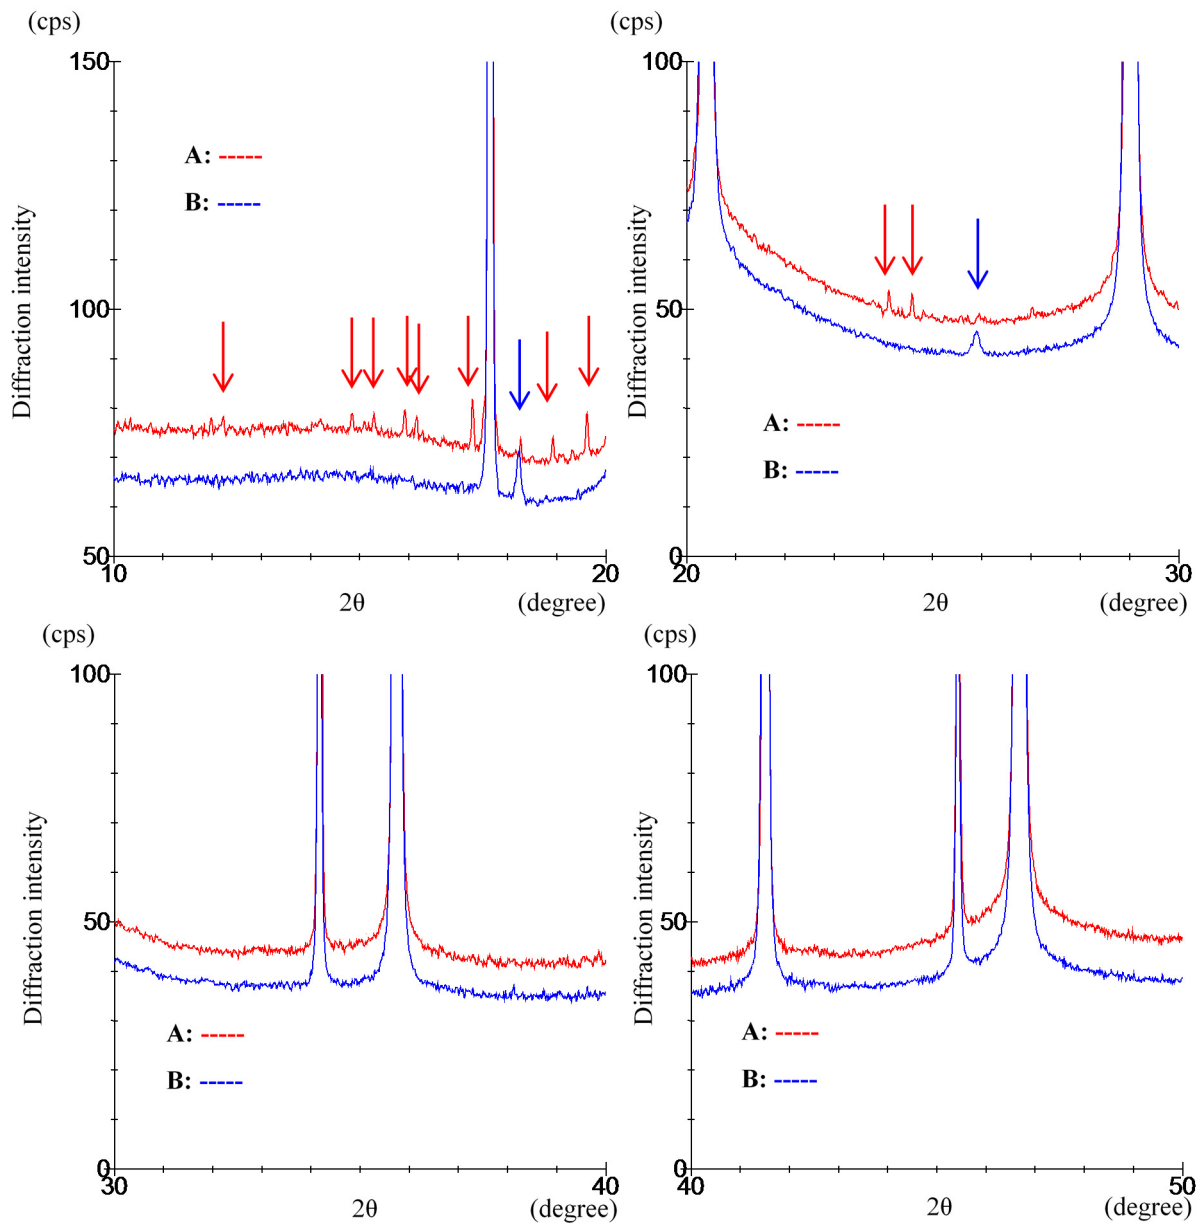 (cps)
150
A: -----
B: -----
Diffraction intensity
100
50
10
20
2θ
(degree)
(cps)
100
Diffraction intensity
50
A: -----
B: -----
0
20
30
2θ
(degree)
(cps)
100
Diffraction intensity
50
A: -----
B: -----
0
30
40
2θ
(degree)
(cps)
100
Diffraction intensity
50
A: -----
B: -----
0
40
50
2θ
(degree)